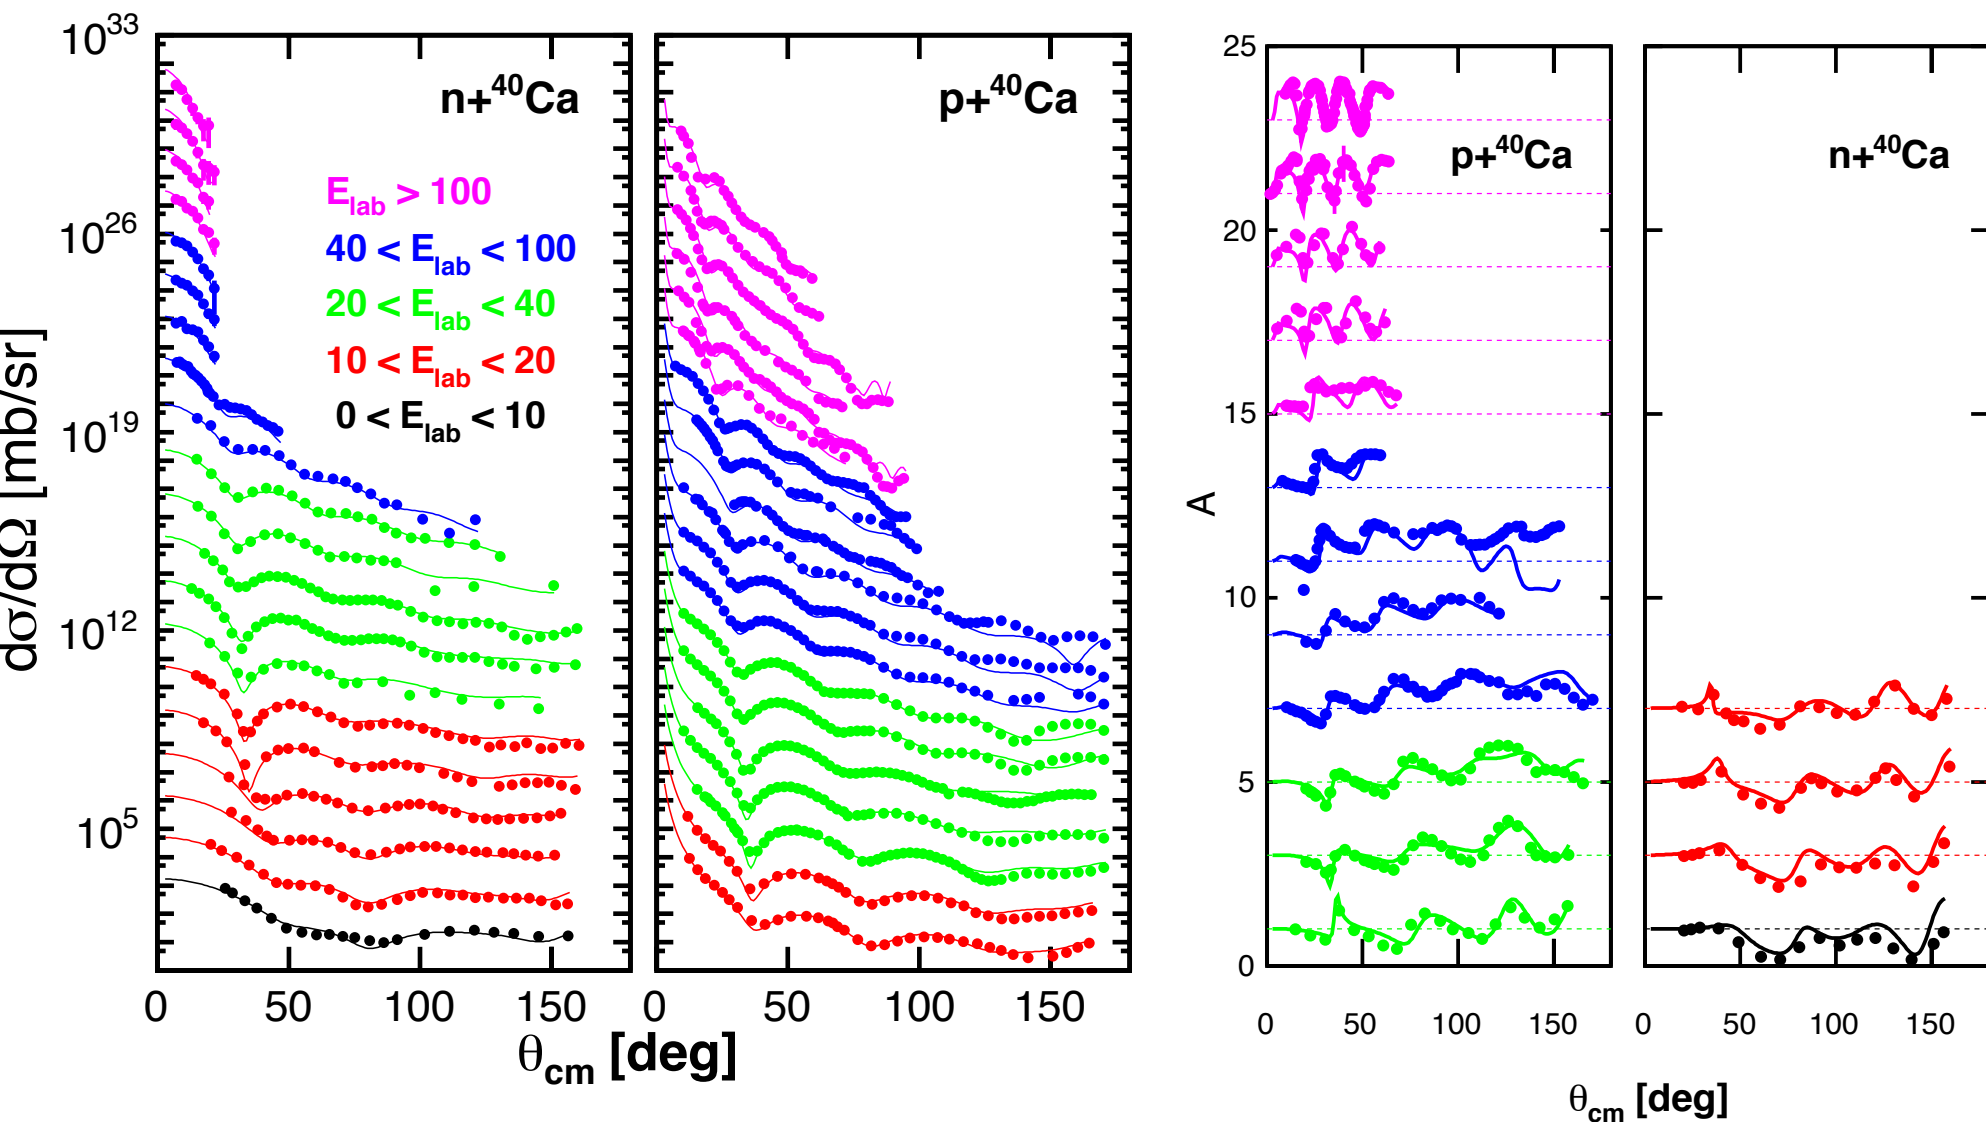 10^33
10^26
10^19
10^12
10^5
dσ/dΩ [mb/sr]
n+^40Ca
E_lab > 100
40 < E_lab < 100
20 < E_lab < 40
10 < E_lab < 20
0 < E_lab < 10
0 50 100 150
p+^40Ca
0 50 100 150
θ_cm [deg]
25
20
15
10
5
0
A
p+^40Ca
0 50 100 150
n+^40Ca
0 50 100 150
θ_cm [deg]